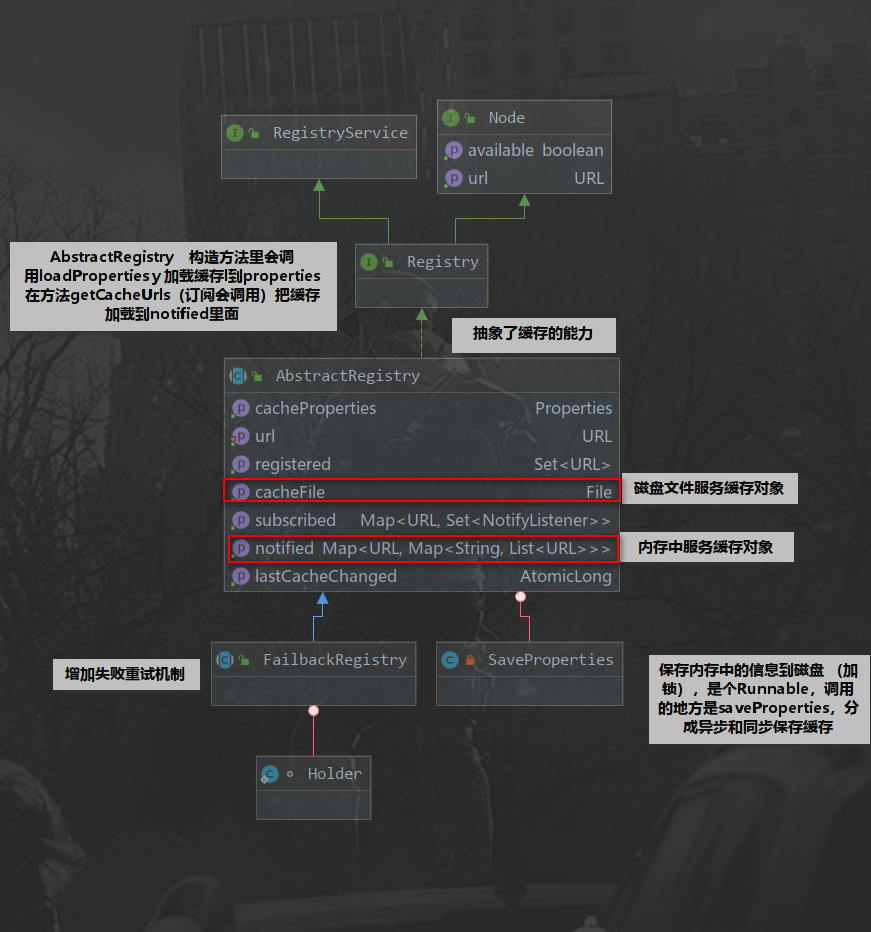 RegistryService
Node
available boolean
url URL
AbstractRegistry 构造方法里会调
用loadPropertiesy加载缓存l到properties
在方法getCacheUrls（订阅会调用）把缓存
加载到notified里面
Registry
抽象了缓存的能力
AbstractRegistry
cacheProperties Properties
url URL
registered Set<URL>
cacheFile File
磁盘文件服务缓存对象
subscribed Map<URL, Set<NotifyListener>>
notified Map<URL, Map<String, List<URL>>>
内存中服务缓存对象
lastCacheChanged AtomicLong
增加失败重试机制
FailbackRegistry
SaveProperties
保存内存中的信息到磁盘 （加
锁），是个Runnable，调用
的地方是saveProperties，分
成异步和同步保存缓存
Holder